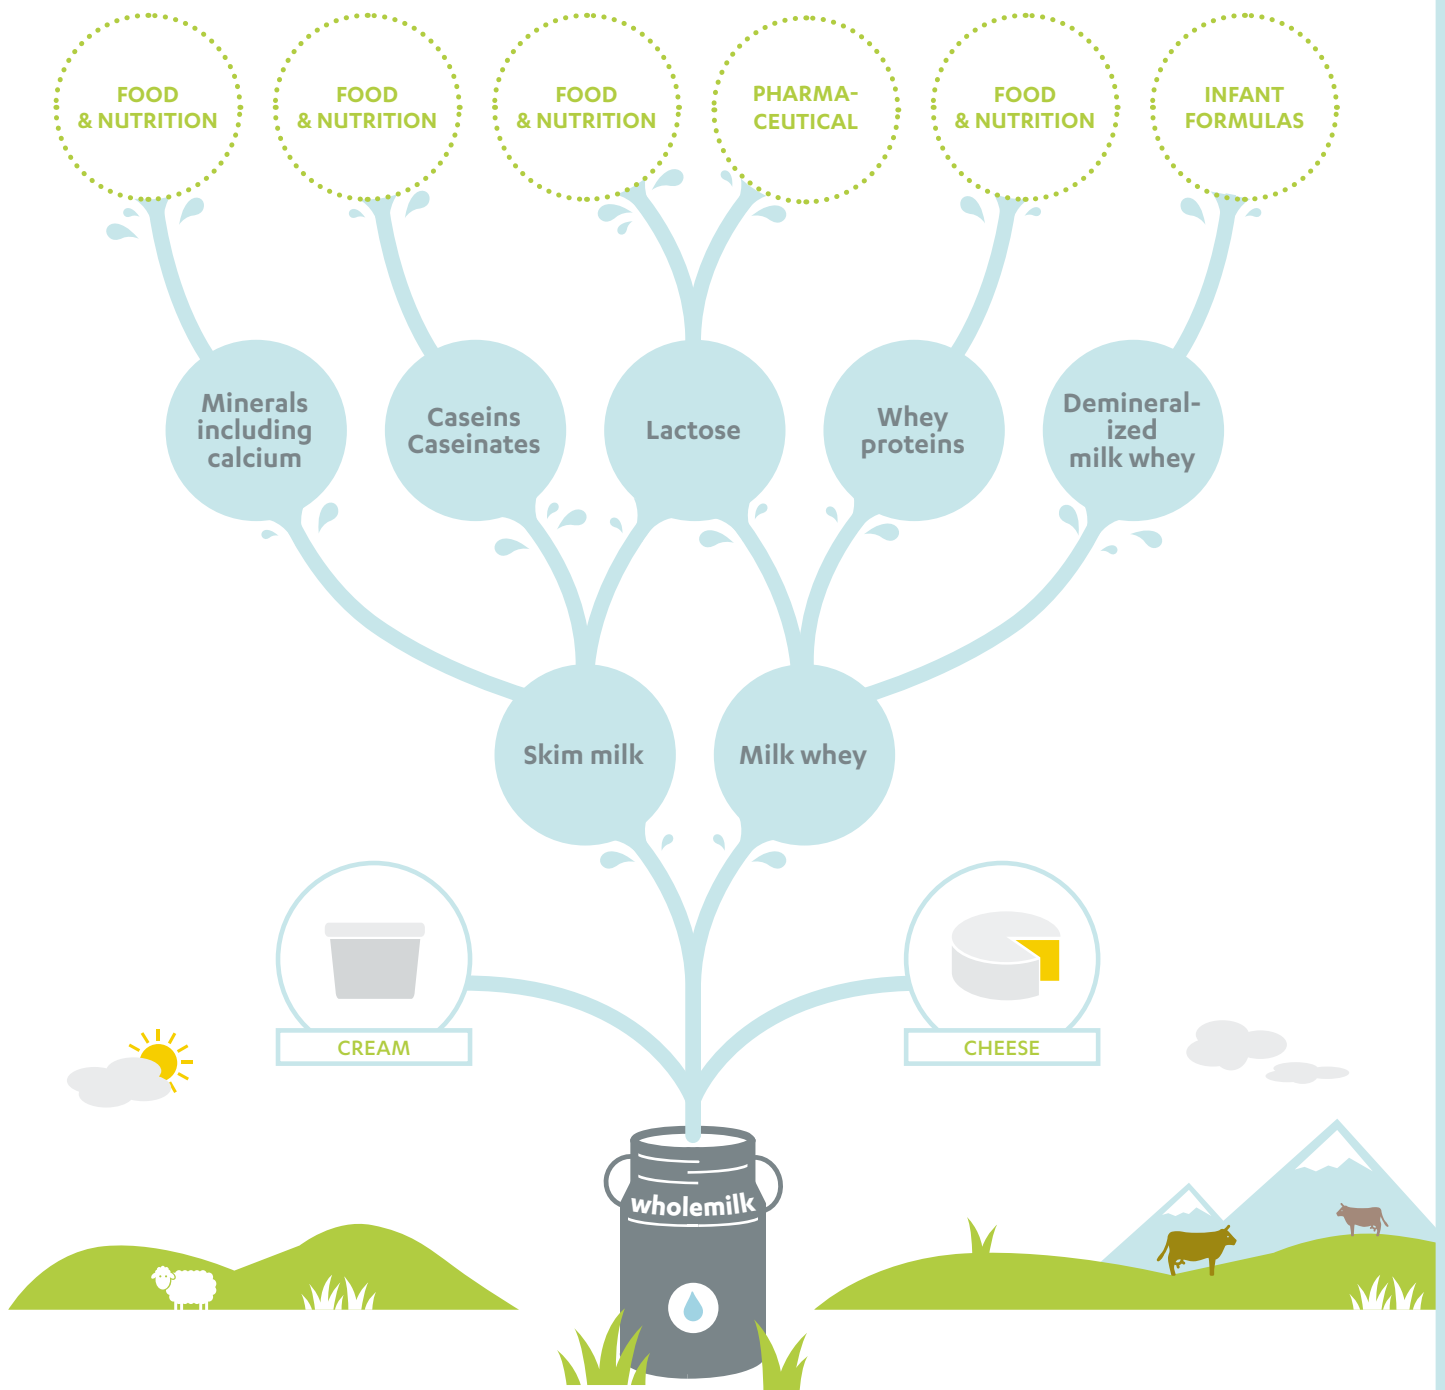 FOOD
& NUTRITION
FOOD
& NUTRITION
FOOD
& NUTRITION
PHARMA-
CEUTICAL
FOOD
& NUTRITION
INFANT
FORMULAS
Minerals
including
calcium
Caseins
Caseinates
Lactose
Whey
proteins
Demineral-
ized
milk whey
Skim milk
Milk whey
CREAM
CHEESE
wholemilk